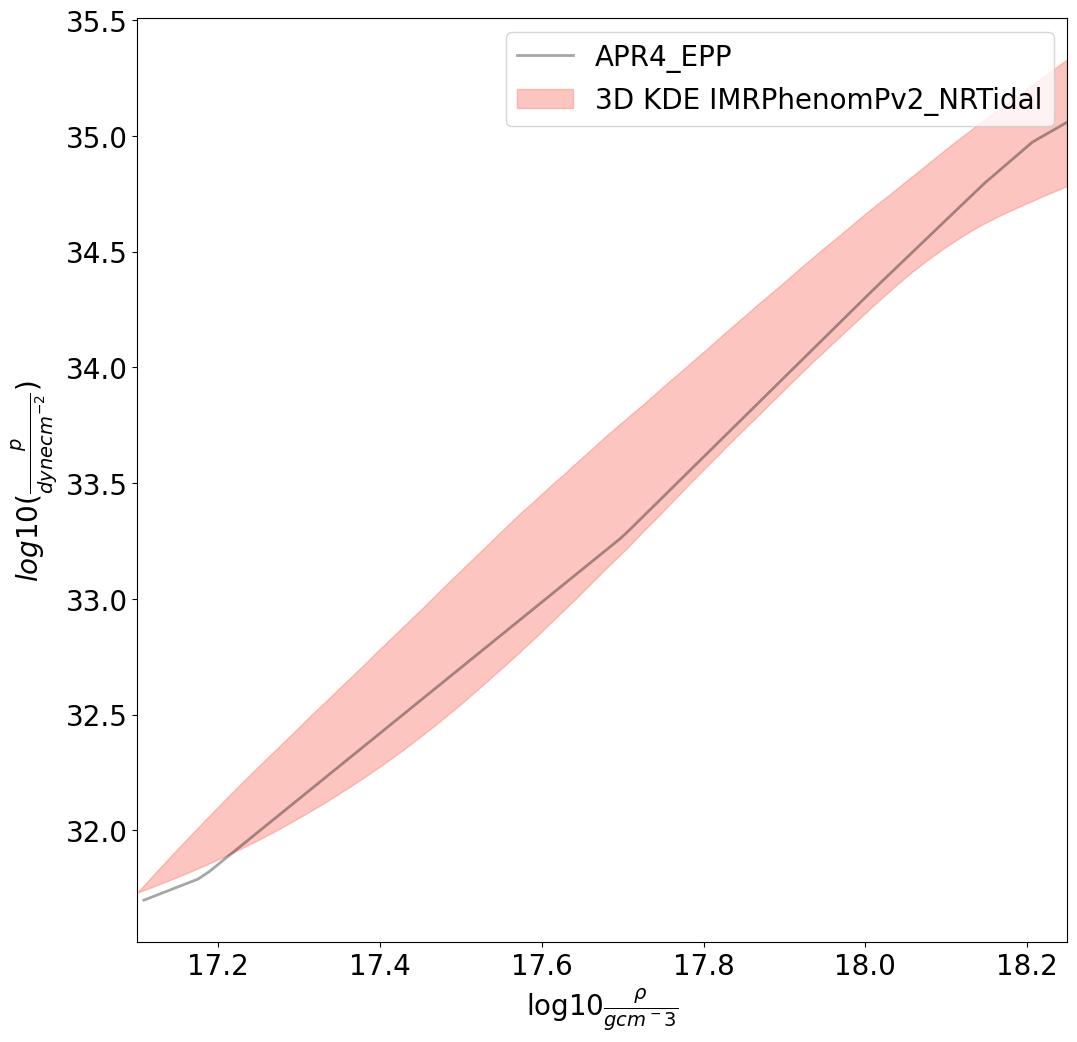 35.5
35.0
34.5
34.0
33.5
33.0
32.5
32.0
APR4_EPP
3D KDE IMRPhenomPv2_NRTidal
log10(\frac{p}{dynecm^{-2}})
17.2 17.4 17.6 17.8 18.0 18.2
log10\frac{ρ}{gcm^-3}